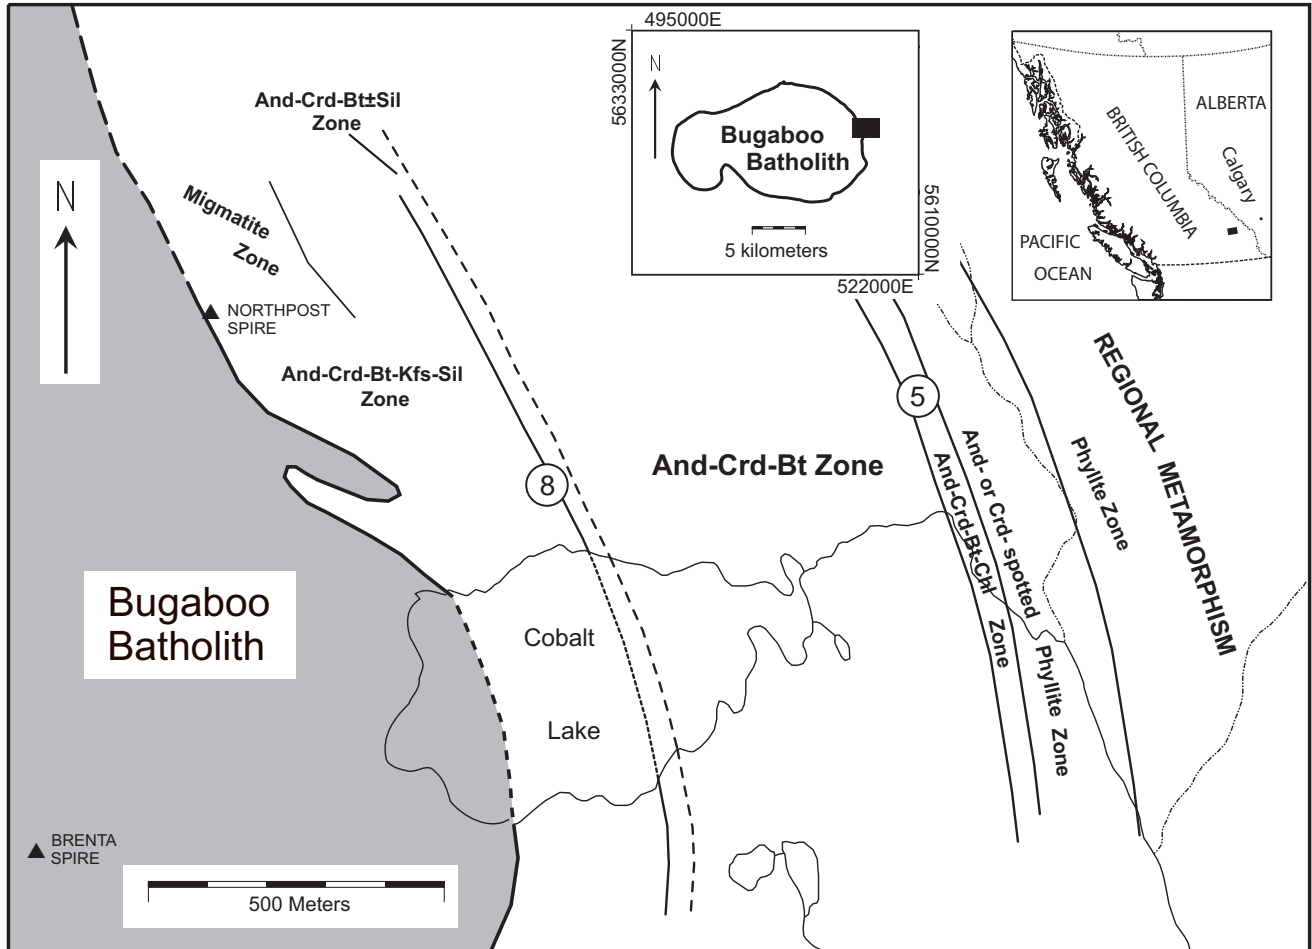 And-Crd-Bt±Sil
Zone
N
Migmatite
Zone
NORTHPOST
SPIRE
And-Crd-Bt-Kfs-Sil
Zone
8
495000E
5633000N
N
Bugaboo
Batholith
5 kilometers
5610000N
522000E
ALBERTA
BRITISH COLUMBIA
Calgary
PACIFIC
OCEAN
And-Crd-Bt Zone
5
And-Crd-Bt-Chl Zone
And- or Crd- spotted Phyllite Zone
Phyllte Zone
REGIONAL METAMORPHISM
Bugaboo
Batholith
Cobalt
Lake
BRENTA
SPIRE
500 Meters